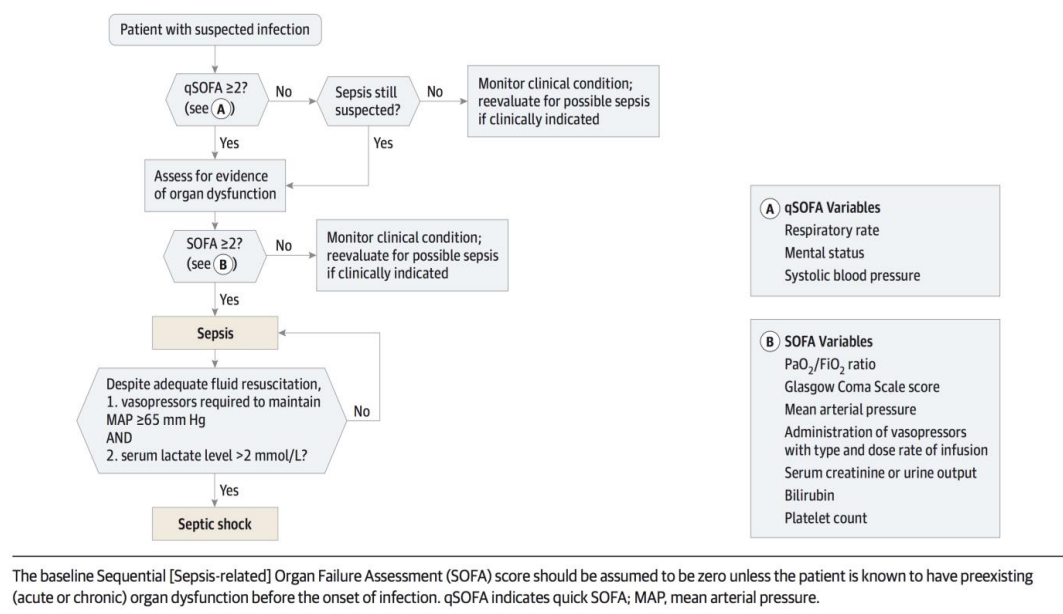 Patient with suspected infection
qSOFA ≥2?
(see A)
No
Sepsis still
suspected?
No
Monitor clinical condition;
reevaluate for possible sepsis
if clinically indicated
Yes
Yes
Assess for evidence
of organ dysfunction
SOFA ≥2?
(see B)
No
Monitor clinical condition;
reevaluate for possible sepsis
if clinically indicated
Yes
Sepsis
Despite adequate fluid resuscitation,
1. vasopressors required to maintain
MAP ≥65 mm Hg
AND
2. serum lactate level >2 mmol/L?
No
Yes
Septic shock
A qSOFA Variables
Respiratory rate
Mental status
Systolic blood pressure
B SOFA Variables
PaO₂/FiO₂ ratio
Glasgow Coma Scale score
Mean arterial pressure
Administration of vasopressors
with type and dose rate of infusion
Serum creatinine or urine output
Bilirubin
Platelet count
The baseline Sequential [Sepsis-related] Organ Failure Assessment (SOFA) score should be assumed to be zero unless the patient is known to have preexisting
(acute or chronic) organ dysfunction before the onset of infection. qSOFA indicates quick SOFA; MAP, mean arterial pressure.